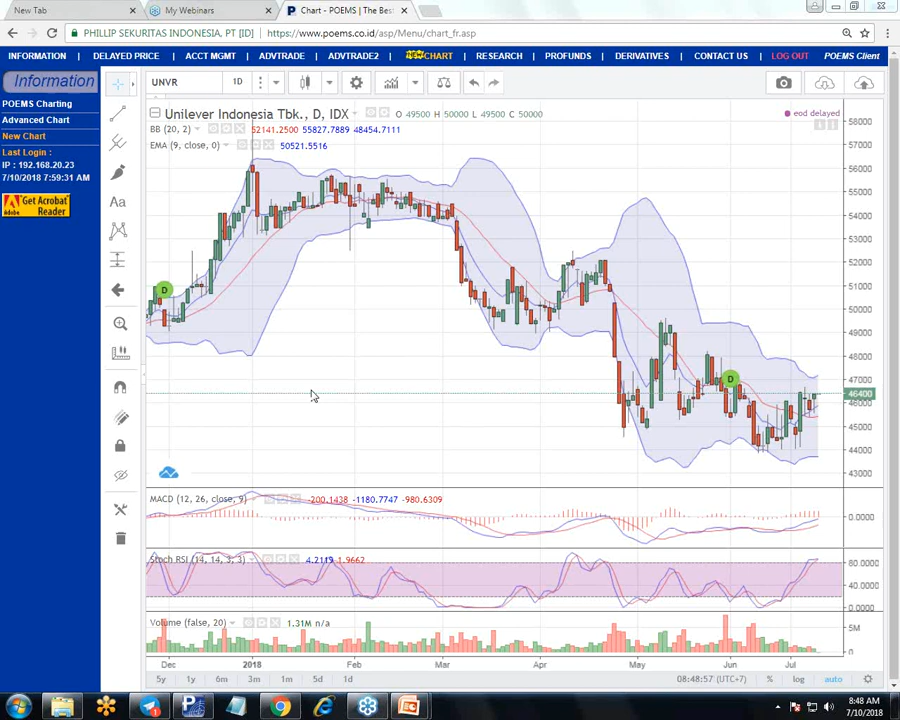 New Tab
My Webinars
Chart - POEMS | The Bes
PHILLIP SEKURITAS INDONESIA, PT [ID] https://www.poems.co.id/asp/Menu/chart_fr.asp
INFORMATION DELAYED PRICE ACCT MGMT ADVTRADE ADVTRADE2 NEW CHART RESEARCH PROFUNDS DERIVATIVES CONTACT US LOG OUT POEMS Client
Information
POEMS Charting
Advanced Chart
New Chart
Last Login :
IP : 192.168.20.23
7/10/2018 7:59:31 AM
Get Acrobat
Reader
Adobe
UNVR 1D
Unilever Indonesia Tbk., D, IDX O 49500 H 50000 L 49500 C 50000
eod delayed
BB (20, 2) 52141.2500 55827.7889 48454.7111
EMA (9, close, 0) 50521.5516
Aa
D
D
58000
57000
55000
54000
53000
52000
51000
50000
49000
48000
47000
46400
46000
45000
44000
43000
MACD (12, 26, close, 9) -200.1438 -1180.7747 -980.6309
0.0000
Stoch RSI (14, 14, 3, 3) 4.2119 1.9662
80.0000
40.0000
0.0000
Volume (false, 20) 1.31M n/a
5M
0
Dec 2018 Feb Mar Apr May Jun Jul
5y 1y 6m 3m 1m 5d 1d 08:48:57 (UTC+7) % log auto
8:48 AM
7/10/2018